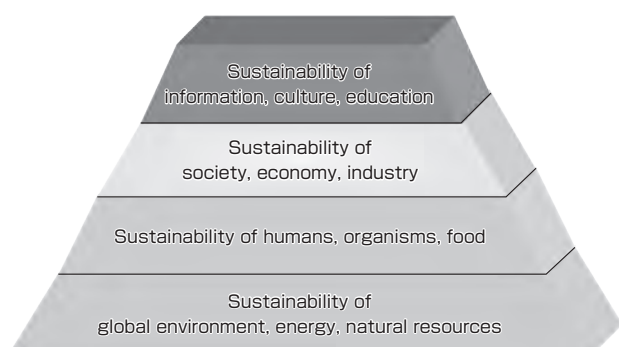 Sustainability of
information, culture, education
Sustainability of
society, economy, industry
Sustainability of humans, organisms, food
Sustainability of
global environment, energy, natural resources